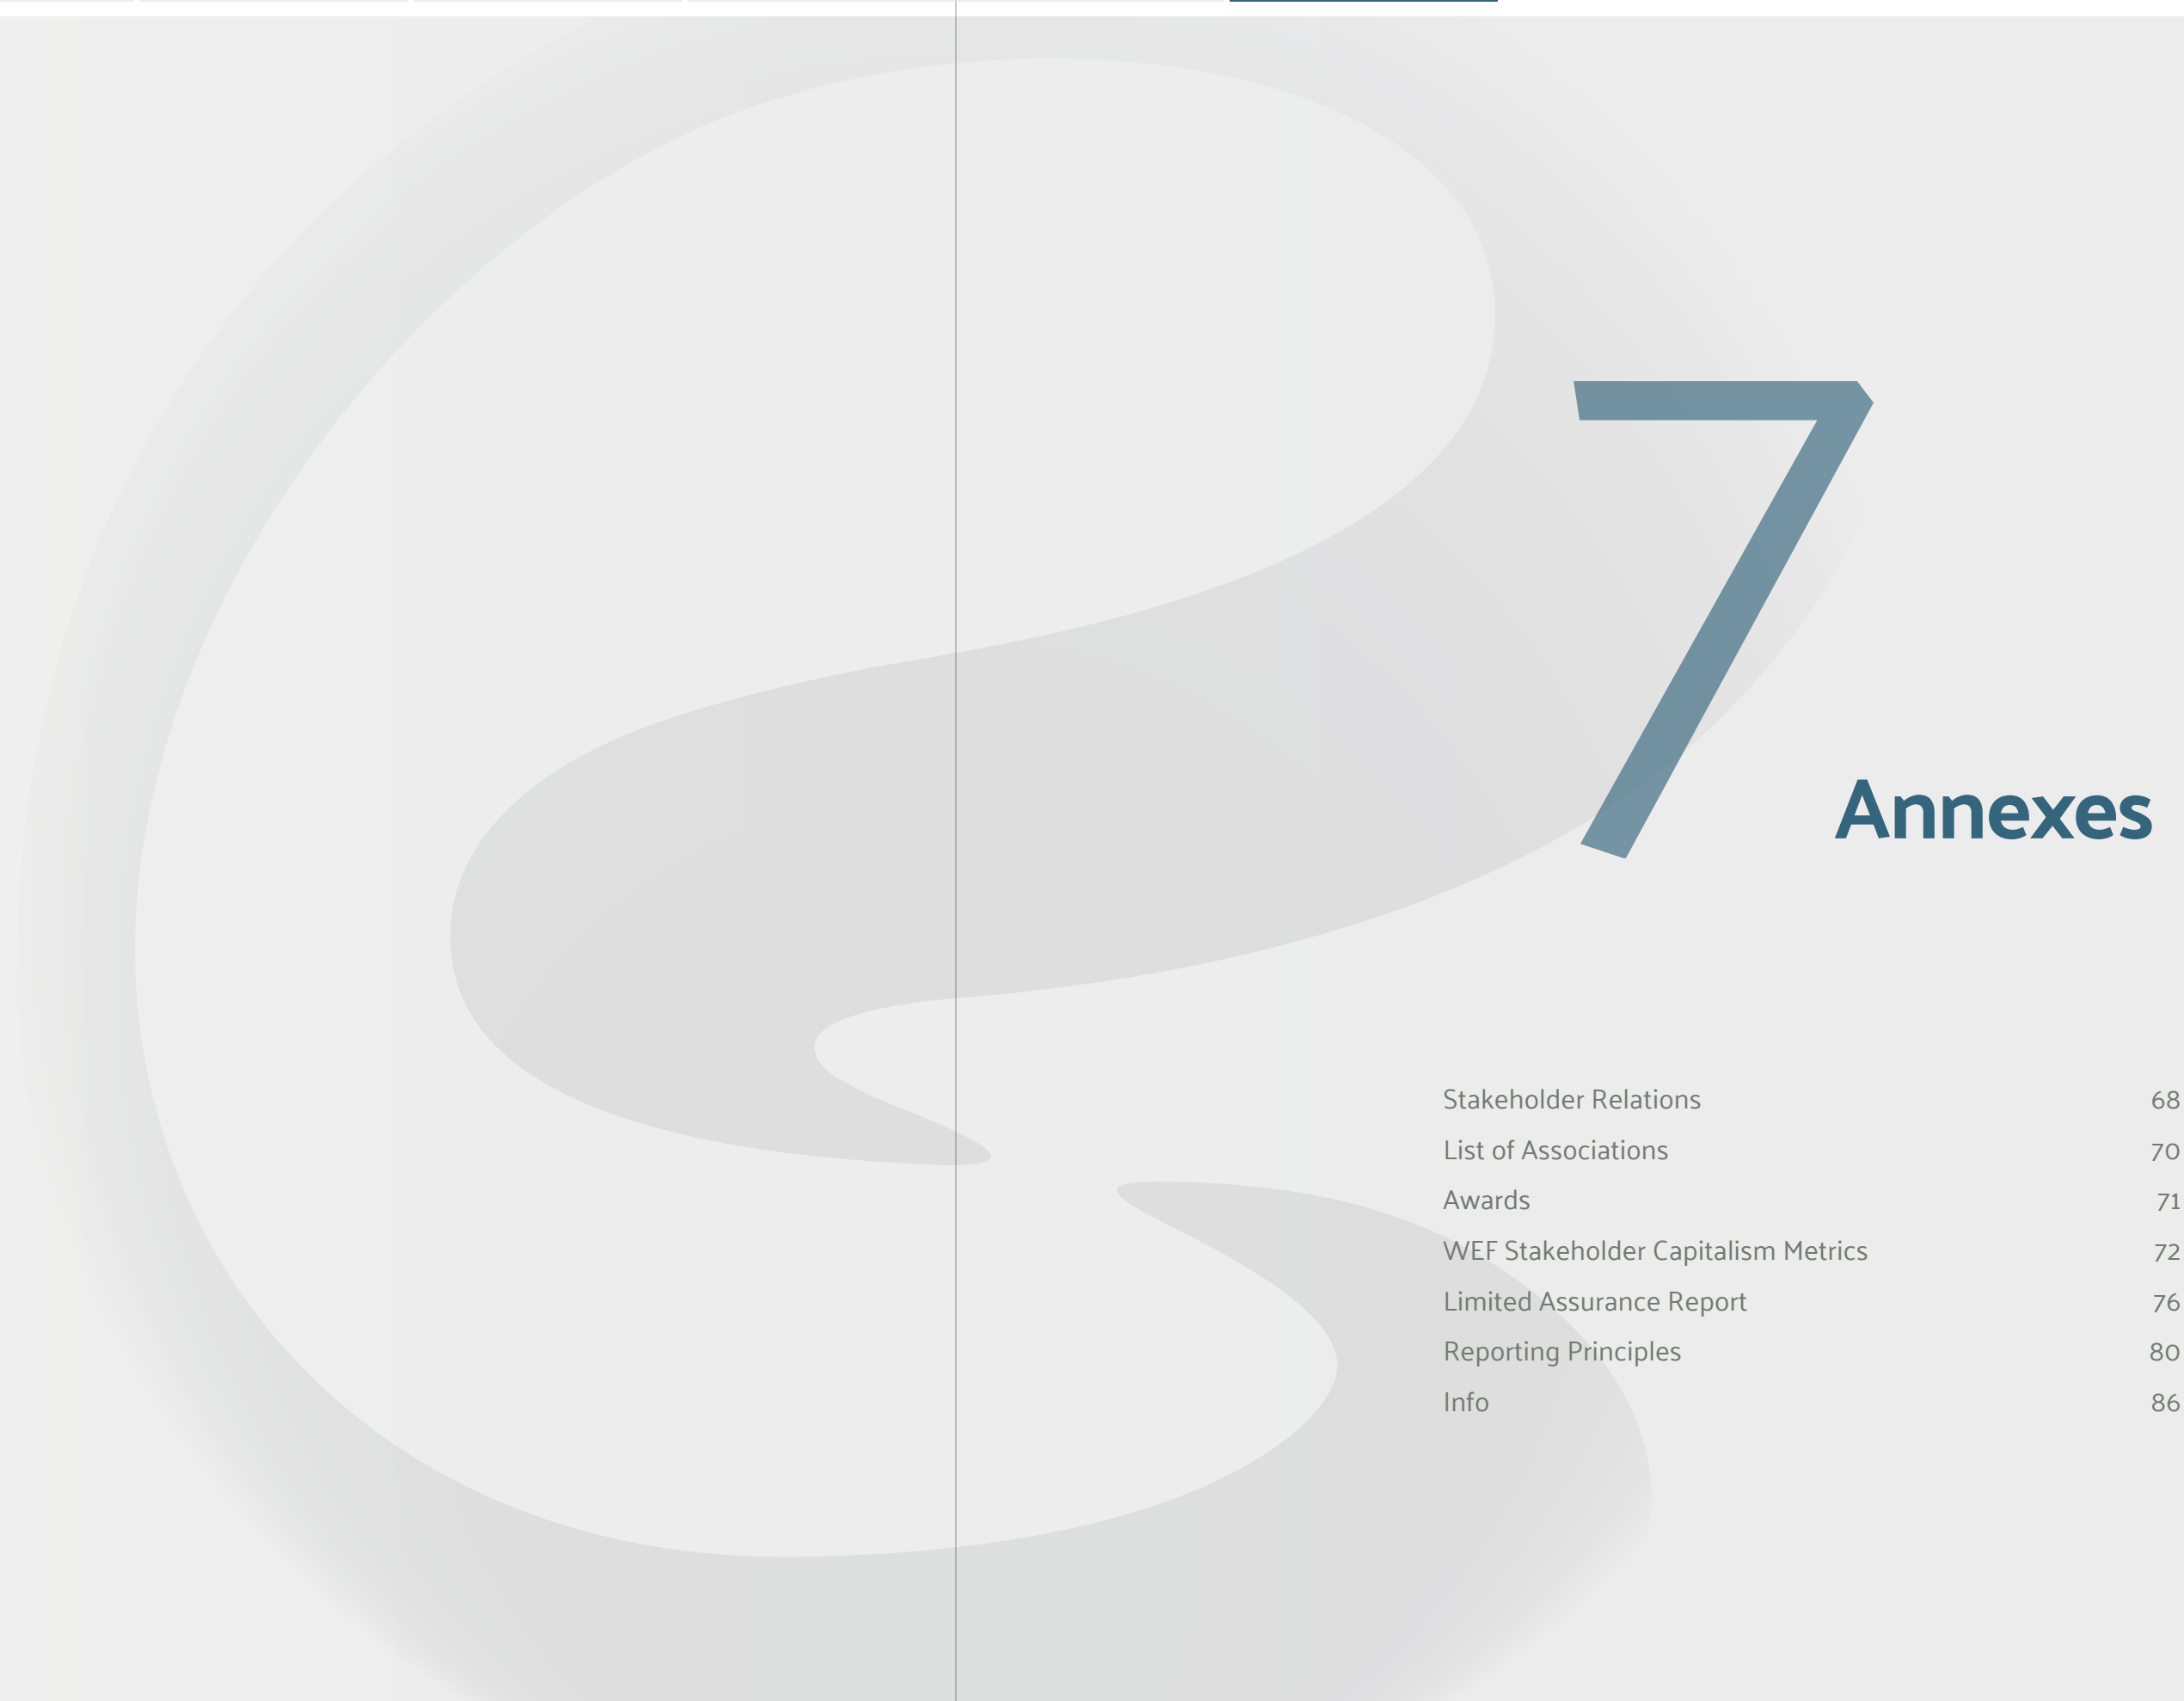 7
Annexes
Stakeholder Relations 68
List of Associations 70
Awards 71
WEF Stakeholder Capitalism Metrics 72
Limited Assurance Report 76
Reporting Principles 80
Info 86